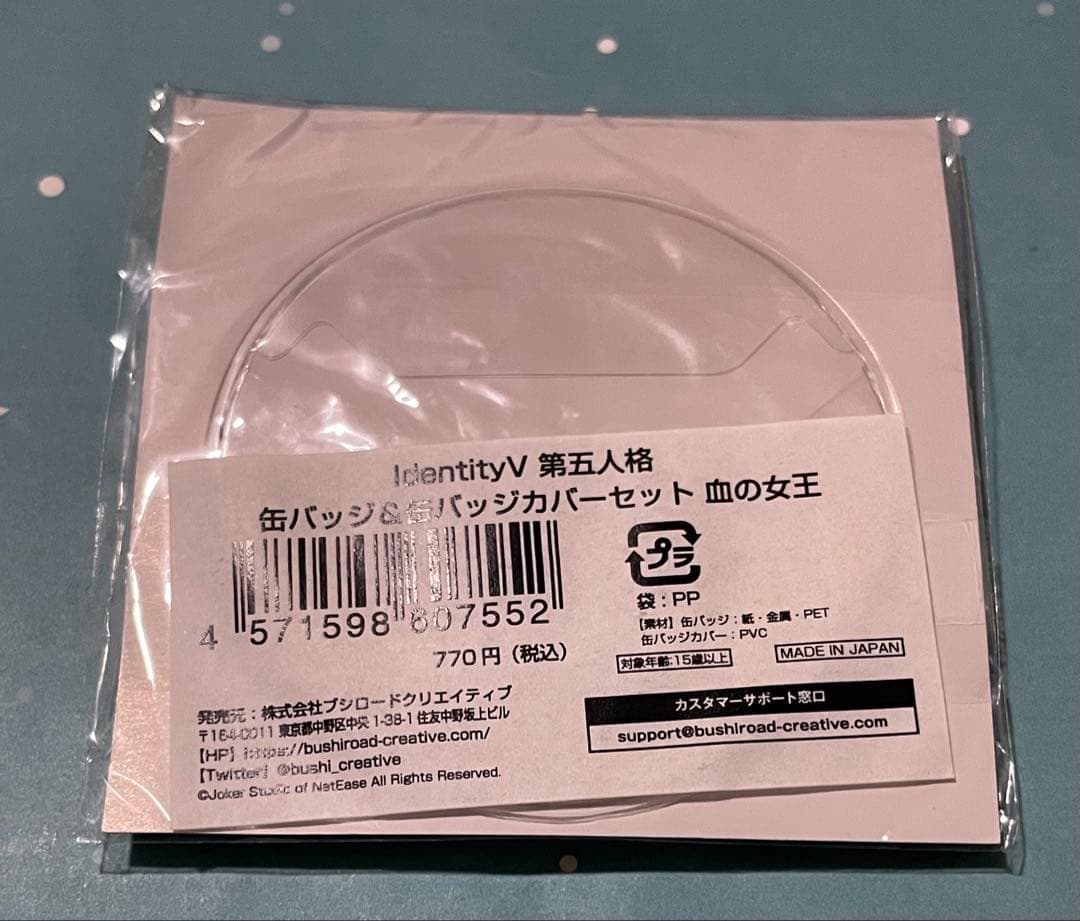 IdentityV 第五人格
缶バッジ&缶バッジカバーセット 血の女王
4 571598 607552
770円(税込)
プラ
袋:PP
【素材】缶バッジ:紙・金属・PET
缶バッジカバー:PVC
対象年齢:15歳以上
MADE IN JAPAN
発売元:株式会社ブシロードクリエイティブ
〒164-0011 東京都中野区中央 1-38-1 住友中野坂上ビル
【HP】https://bushiroad-creative.com/
【Twitter】@bushi_creative
©Joker Studio of NetEase All Rights Reserved.
カスタマーサポート窓口
support@bushiroad-creative.com